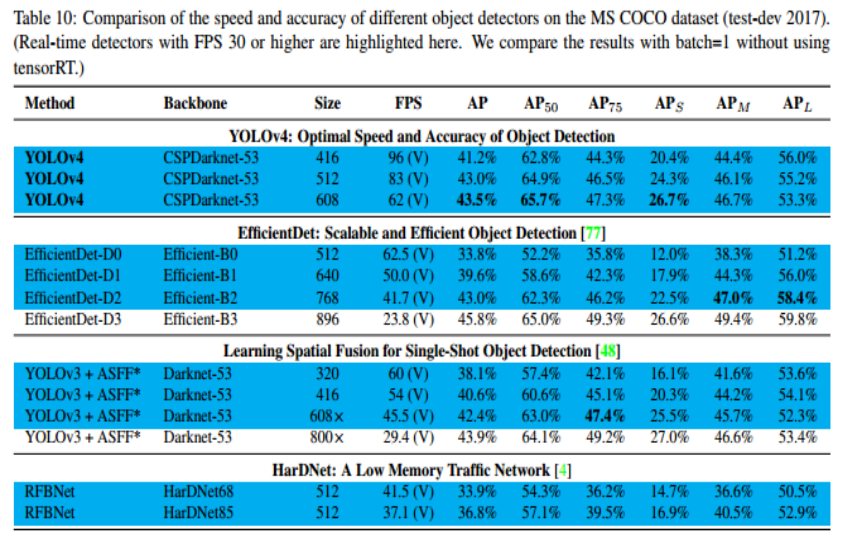 Table 10: Comparison of the speed and accuracy of different object detectors on the MS COCO dataset (test-dev 2017).
(Real-time detectors with FPS 30 or higher are highlighted here. We compare the results with batch=1 without using
tensorRT.)
Method Backbone Size FPS AP AP50 AP75 APS APM APL
YOLOv4: Optimal Speed and Accuracy of Object Detection
YOLOv4 CSPDarknet-53 416 96 (V) 41.2% 62.8% 44.3% 20.4% 44.4% 56.0%
YOLOv4 CSPDarknet-53 512 83 (V) 43.0% 64.9% 46.5% 24.3% 46.1% 55.2%
YOLOv4 CSPDarknet-53 608 62 (V) 43.5% 65.7% 47.3% 26.7% 46.7% 53.3%
EfficientDet: Scalable and Efficient Object Detection [77]
EfficientDet-D0 Efficient-B0 512 62.5 (V) 33.8% 52.2% 35.8% 12.0% 38.3% 51.2%
EfficientDet-D1 Efficient-B1 640 50.0 (V) 39.6% 58.6% 42.3% 17.9% 44.3% 56.0%
EfficientDet-D2 Efficient-B2 768 41.7 (V) 43.0% 62.3% 46.2% 22.5% 47.0% 58.4%
EfficientDet-D3 Efficient-B3 896 23.8 (V) 45.8% 65.0% 49.3% 26.6% 49.4% 59.8%
Learning Spatial Fusion for Single-Shot Object Detection [48]
YOLOv3 + ASFF* Darknet-53 320 60 (V) 38.1% 57.4% 42.1% 16.1% 41.6% 53.6%
YOLOv3 + ASFF* Darknet-53 416 54 (V) 40.6% 60.6% 45.1% 20.3% 44.2% 54.1%
YOLOv3 + ASFF* Darknet-53 608× 45.5 (V) 42.4% 63.0% 47.4% 25.5% 45.7% 52.3%
YOLOv3 + ASFF* Darknet-53 800× 29.4 (V) 43.9% 64.1% 49.2% 27.0% 46.6% 53.4%
HarDNet: A Low Memory Traffic Network [4]
RFBNet HarDNet68 512 41.5 (V) 33.9% 54.3% 36.2% 14.7% 36.6% 50.5%
RFBNet HarDNet85 512 37.1 (V) 36.8% 57.1% 39.5% 16.9% 40.5% 52.9%